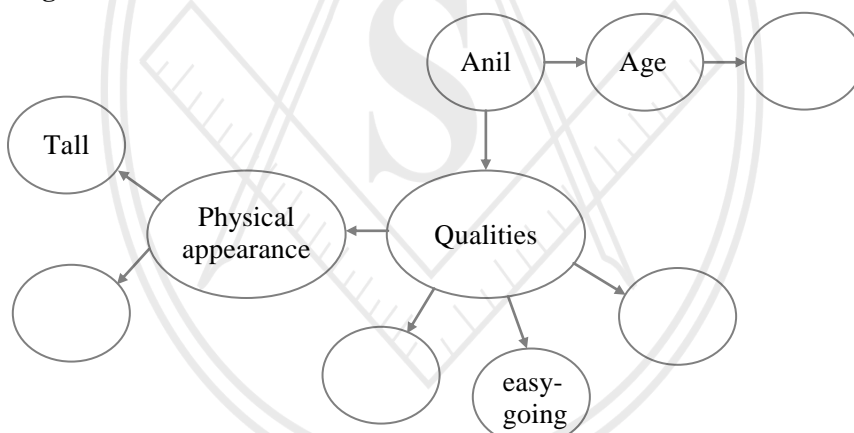 g
Anil
Age
Tall
Physical
appearance
Qualities
easy-
going
S